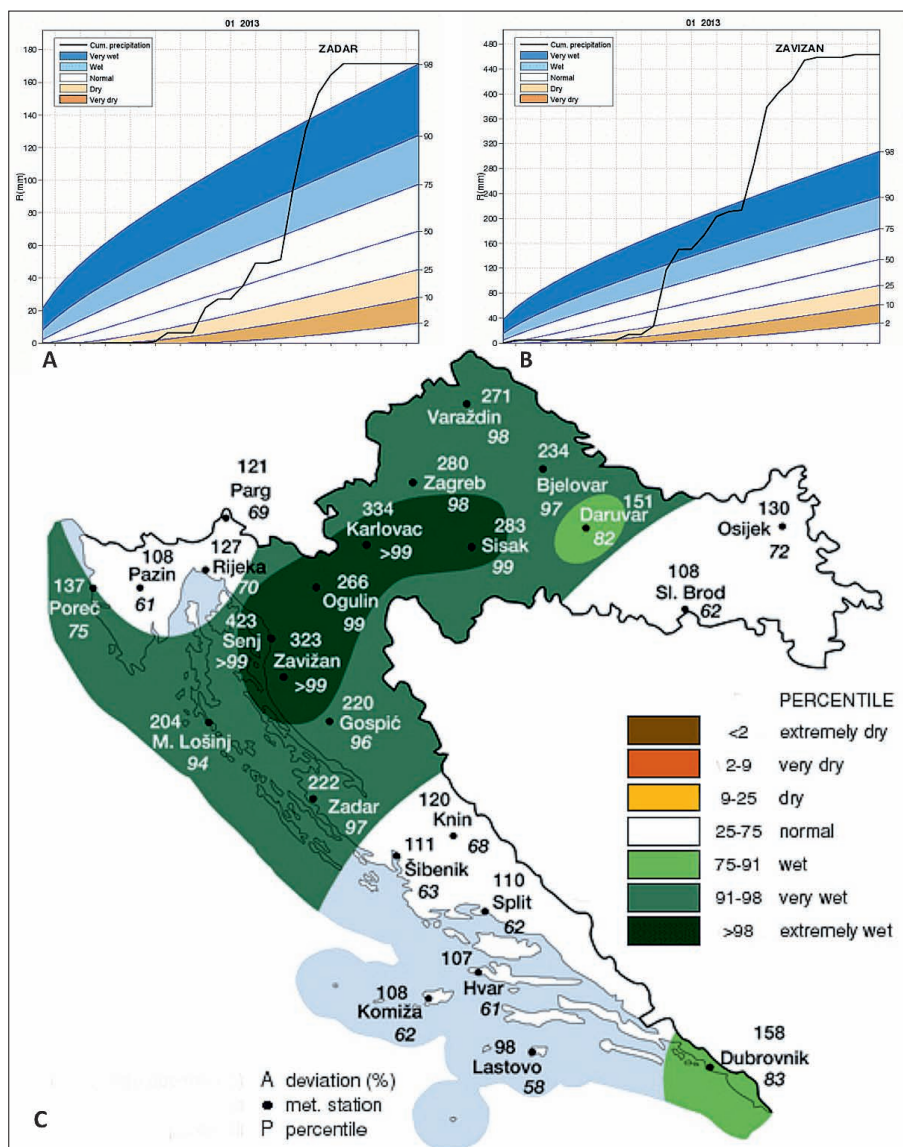 01 2013
ZADAR
Cum. precipitation
Very wet
Wet
Normal
Dry
Very dry
R(mm)
180
160
140
120
100
80
60
40
20
0
98
90
75
50
25
10
2
A
01 2013
ZAVIZAN
Cum. precipitation
Very wet
Wet
Normal
Dry
Very dry
R(mm)
480
440
400
360
320
280
240
200
160
120
80
40
0
98
90
75
50
25
10
2
B
271
Varaždin
98
234
Bjelovar
97
280
Zagreb
98
121
Parg
69
334
Karlovac
>99
283
Sisak
99
151
Daruvar
82
130
Osijek
72
108
Sl. Brod
62
108
Pazin
61
127
Rijeka
70
137
Poreč
75
266
Ogulin
99
423
Senj
>99
323
Zavižan
>99
220
Gospić
96
204
M. Lošinj
94
222
Zadar
97
120
Knin
68
111
Šibenik
63
110
Split
62
107
Hvar
61
108
Komiža
62
98
Lastovo
58
158
Dubrovnik
83
PERCENTILE
<2 extremely dry
2-9 very dry
9-25 dry
25-75 normal
75-91 wet
91-98 very wet
>98 extremely wet
A deviation (%)
met. station
P percentile
C